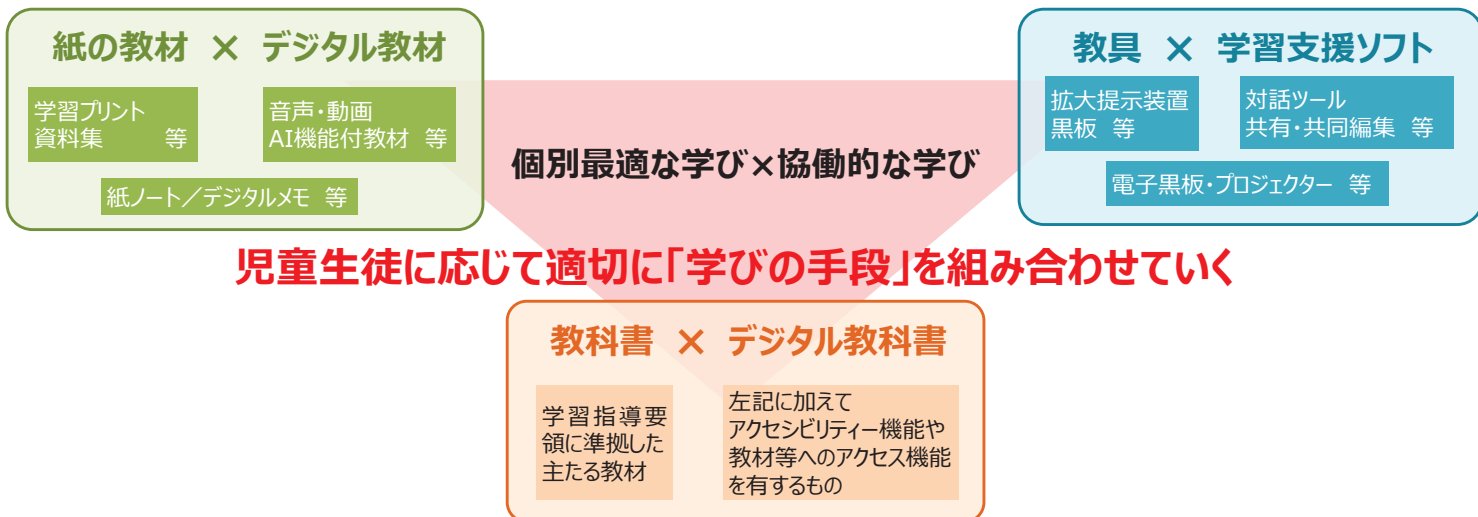 紙の教材 × デジタル教材
学習プリント
資料集 等
音声・動画
AI機能付教材 等
紙ノート／デジタルメモ 等
教具 × 学習支援ソフト
拡大提示装置
黒板 等
対話ツール
共有・共同編集 等
電子黒板・プロジェクター 等
個別最適な学び×協働的な学び
児童生徒に応じて適切に「学びの手段」を組み合わせていく
教科書 × デジタル教科書
学習指導要
領に準拠した
主たる教材
左記に加えて
アクセシビリティー機能や
教材等へのアクセス機能
を有するもの